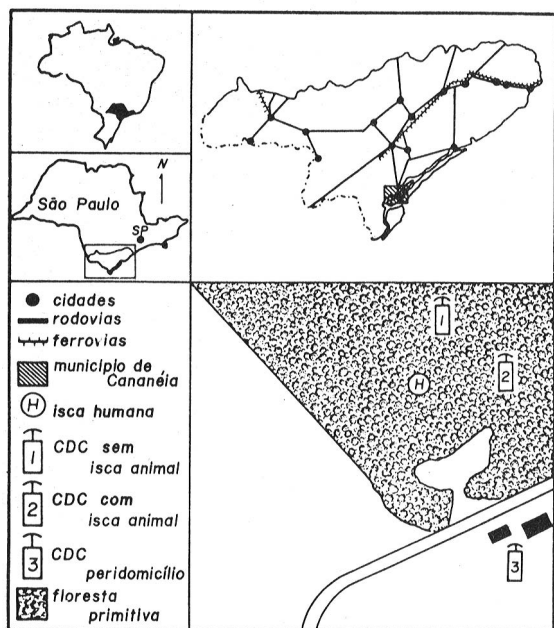 N
São Paulo
SP
cidades
rodovias
ferrovias
município de
Cananéia
H isca humana
1 CDC sem
isca animal
2 CDC com
isca animal
3 CDC
peridomicílio
floresta
primitiva
1
2
H
3